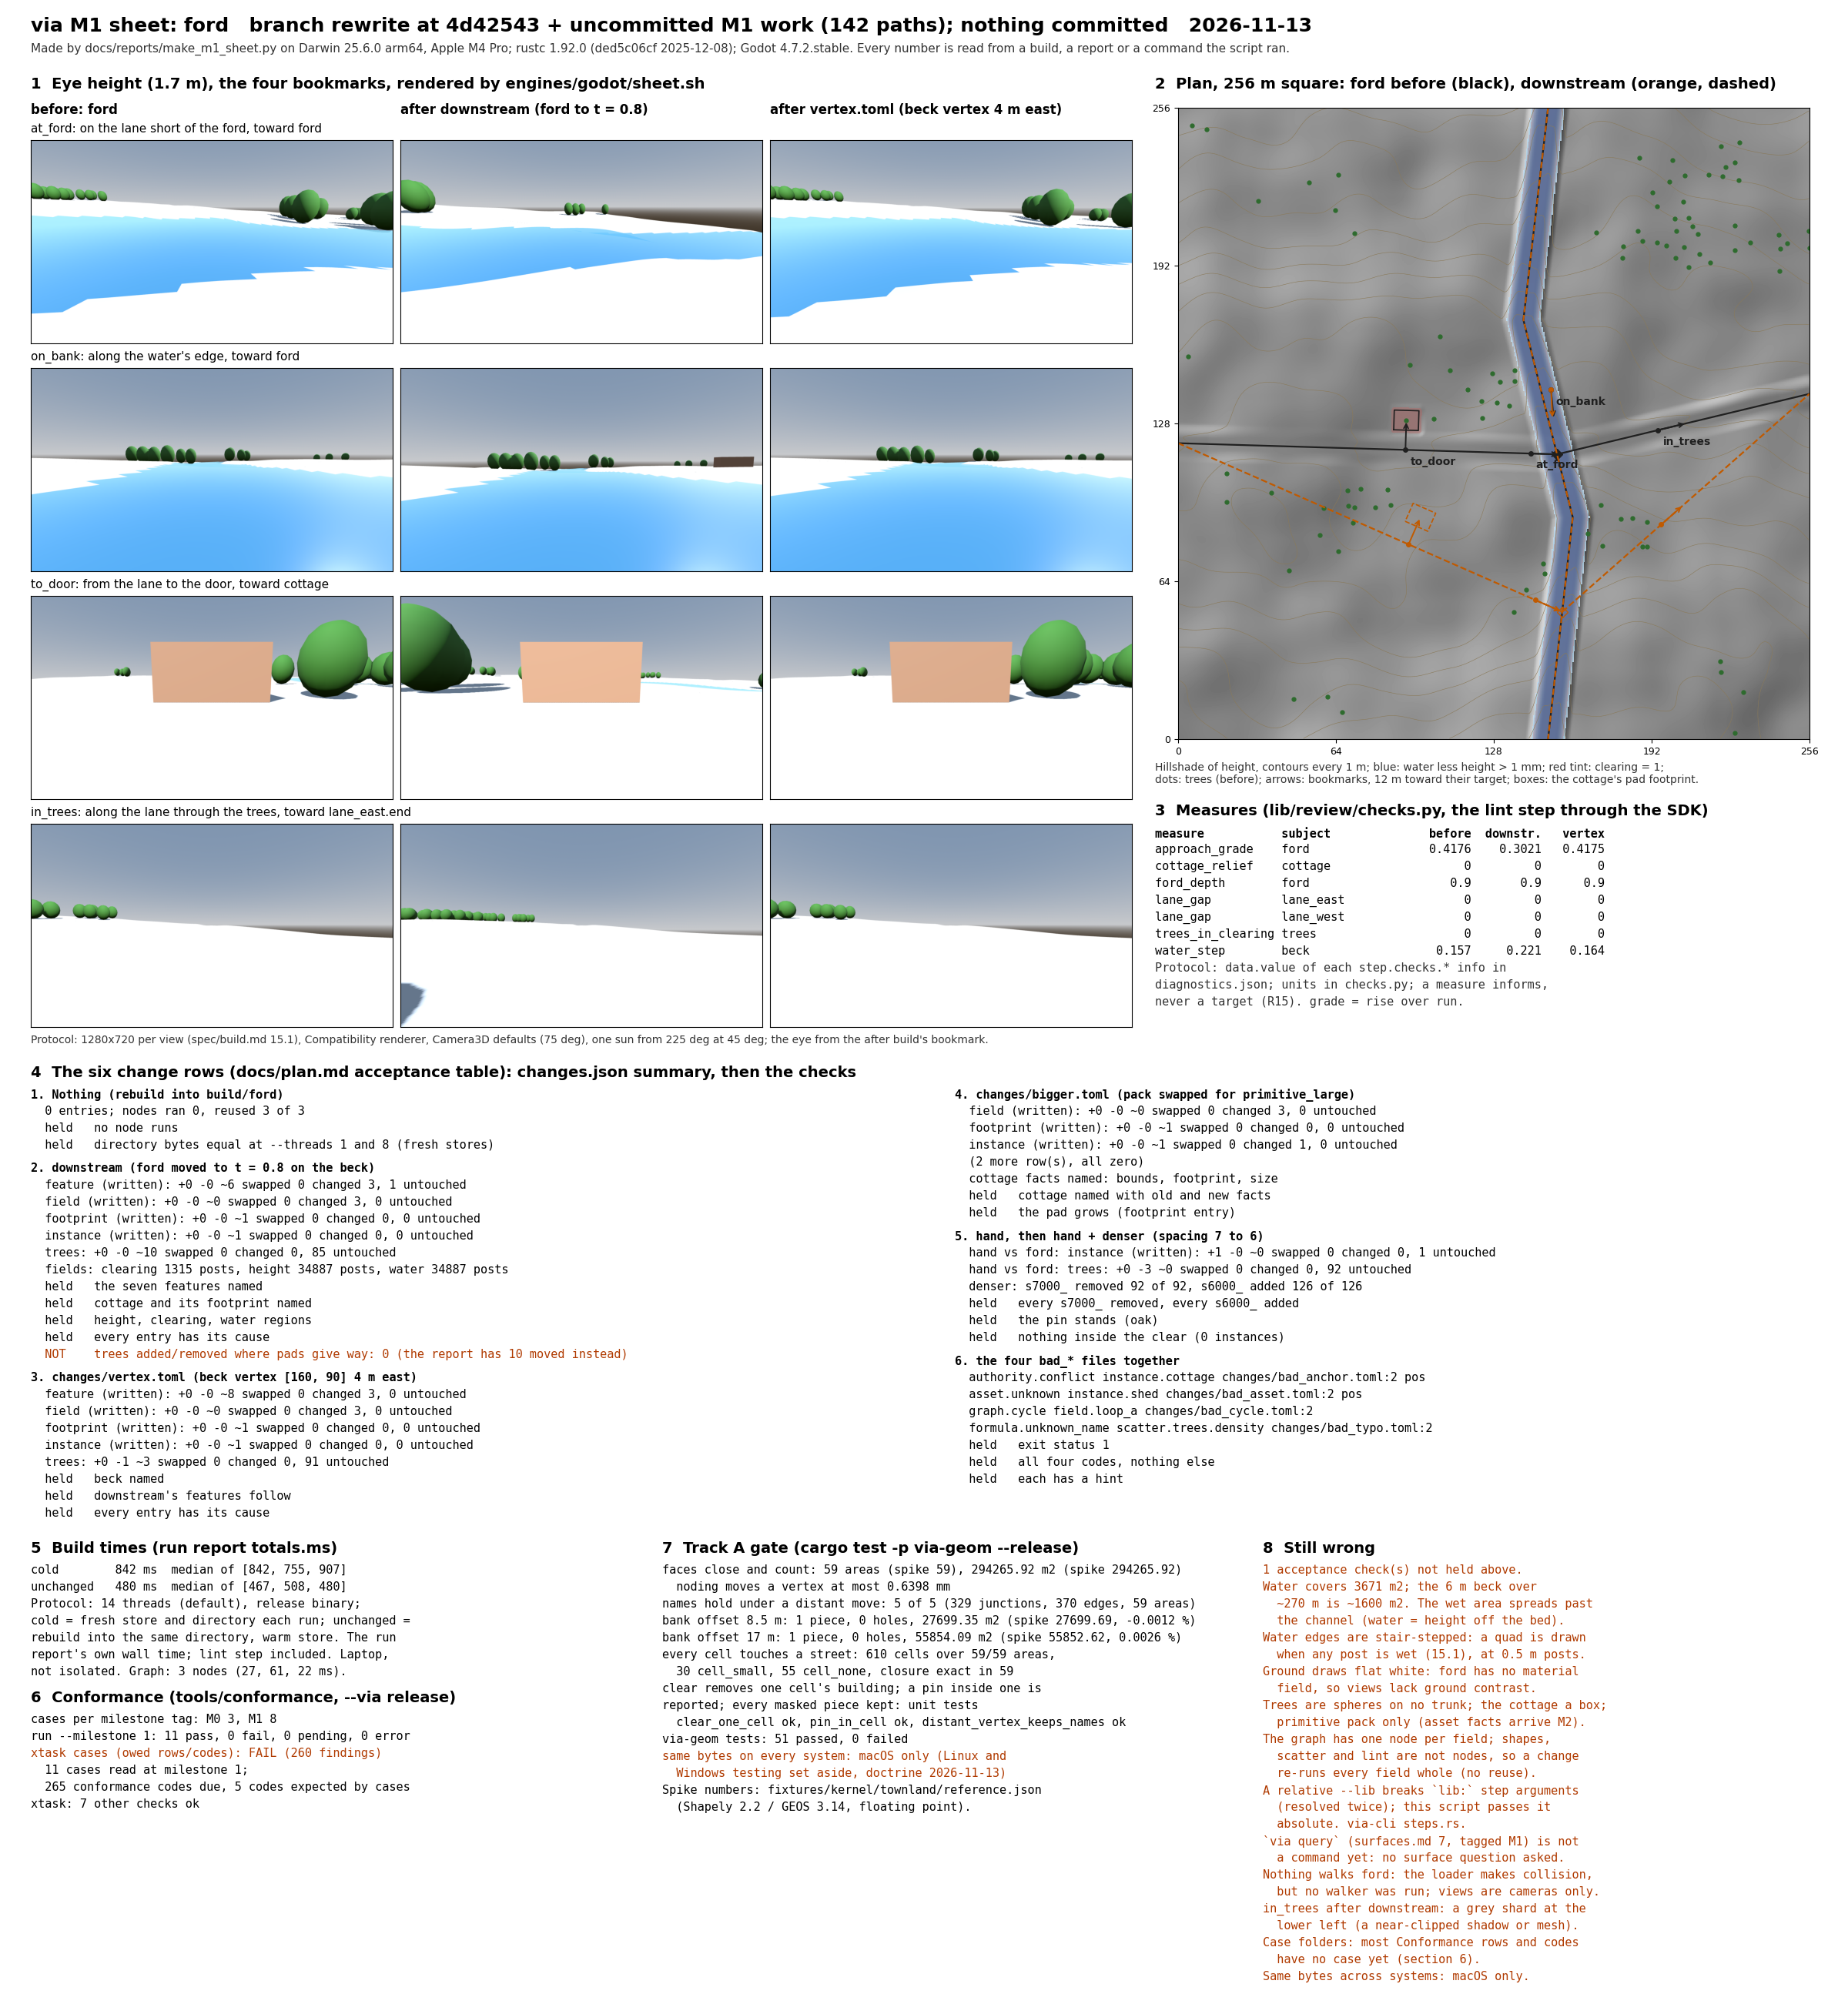 via M1 sheet: ford   branch rewrite at 4d42543 + uncommitted M1 work (142 paths); nothing committed   2026-11-13
Made by docs/reports/make_m1_sheet.py on Darwin 25.6.0 arm64, Apple M4 Pro; rustc 1.92.0 (ded5c06cf 2025-12-08); Godot 4.7.2.stable. Every number is read from a build, a report or a command the script ran.
1  Eye height (1.7 m), the four bookmarks, rendered by engines/godot/sheet.sh
before: ford
after downstream (ford to t = 0.8)
after vertex.toml (beck vertex 4 m east)
at_ford: on the lane short of the ford, toward ford
on_bank: along the water's edge, toward ford
to_door: from the lane to the door, toward cottage
in_trees: along the lane through the trees, toward lane_east.end
Protocol: 1280x720 per view (spec/build.md 15.1), Compatibility renderer, Camera3D defaults (75 deg), one sun from 225 deg at 45 deg; the eye from the after build's bookmark.
2  Plan, 256 m square: ford before (black), downstream (orange, dashed)
256
192
128
64
0
on_bank
in_trees
to_door
at_ford
0
64
128
192
256
Hillshade of height, contours every 1 m; blue: water less height > 1 mm; red tint: clearing = 1;
dots: trees (before); arrows: bookmarks, 12 m toward their target; boxes: the cottage's pad footprint.
3  Measures (lib/review/checks.py, the lint step through the SDK)
measure           subject              before  downstr.   vertex
approach_grade    ford                 0.4176    0.3021   0.4175
cottage_relief    cottage                   0         0        0
ford_depth        ford                    0.9       0.9      0.9
lane_gap          lane_east                 0         0        0
lane_gap          lane_west                 0         0        0
trees_in_clearing trees                     0         0        0
water_step        beck                  0.157     0.221    0.164
Protocol: data.value of each step.checks.* info in
diagnostics.json; units in checks.py; a measure informs,
never a target (R15). grade = rise over run.
4  The six change rows (docs/plan.md acceptance table): changes.json summary, then the checks
1. Nothing (rebuild into build/ford)
0 entries; nodes ran 0, reused 3 of 3
held   no node runs
held   directory bytes equal at --threads 1 and 8 (fresh stores)
2. downstream (ford moved to t = 0.8 on the beck)
feature (written): +0 -0 ~6 swapped 0 changed 3, 1 untouched
field (written): +0 -0 ~0 swapped 0 changed 3, 0 untouched
footprint (written): +0 -0 ~1 swapped 0 changed 0, 0 untouched
instance (written): +0 -0 ~1 swapped 0 changed 0, 0 untouched
trees: +0 -0 ~10 swapped 0 changed 0, 85 untouched
fields: clearing 1315 posts, height 34887 posts, water 34887 posts
held   the seven features named
held   cottage and its footprint named
held   height, clearing, water regions
held   every entry has its cause
NOT    trees added/removed where pads give way: 0 (the report has 10 moved instead)
3. changes/vertex.toml (beck vertex [160, 90] 4 m east)
feature (written): +0 -0 ~8 swapped 0 changed 3, 0 untouched
field (written): +0 -0 ~0 swapped 0 changed 3, 0 untouched
footprint (written): +0 -0 ~1 swapped 0 changed 0, 0 untouched
instance (written): +0 -0 ~1 swapped 0 changed 0, 0 untouched
trees: +0 -1 ~3 swapped 0 changed 0, 91 untouched
held   beck named
held   downstream's features follow
held   every entry has its cause
4. changes/bigger.toml (pack swapped for primitive_large)
field (written): +0 -0 ~0 swapped 0 changed 3, 0 untouched
footprint (written): +0 -0 ~1 swapped 0 changed 0, 0 untouched
instance (written): +0 -0 ~1 swapped 0 changed 1, 0 untouched
(2 more row(s), all zero)
cottage facts named: bounds, footprint, size
held   cottage named with old and new facts
held   the pad grows (footprint entry)
5. hand, then hand + denser (spacing 7 to 6)
hand vs ford: instance (written): +1 -0 ~0 swapped 0 changed 0, 1 untouched
hand vs ford: trees: +0 -3 ~0 swapped 0 changed 0, 92 untouched
denser: s7000_ removed 92 of 92, s6000_ added 126 of 126
held   every s7000_ removed, every s6000_ added
held   the pin stands (oak)
held   nothing inside the clear (0 instances)
6. the four bad_* files together
authority.conflict instance.cottage changes/bad_anchor.toml:2 pos
asset.unknown instance.shed changes/bad_asset.toml:2 pos
graph.cycle field.loop_a changes/bad_cycle.toml:2
formula.unknown_name scatter.trees.density changes/bad_typo.toml:2
held   exit status 1
held   all four codes, nothing else
held   each has a hint
5  Build times (run report totals.ms)
cold        842 ms  median of [842, 755, 907]
unchanged   480 ms  median of [467, 508, 480]
Protocol: 14 threads (default), release binary;
cold = fresh store and directory each run; unchanged =
rebuild into the same directory, warm store. The run
report's own wall time; lint step included. Laptop,
not isolated. Graph: 3 nodes (27, 61, 22 ms).
6  Conformance (tools/conformance, --via release)
cases per milestone tag: M0 3, M1 8
run --milestone 1: 11 pass, 0 fail, 0 pending, 0 error
xtask cases (owed rows/codes): FAIL (260 findings)
11 cases read at milestone 1;
265 conformance codes due, 5 codes expected by cases
xtask: 7 other checks ok
7  Track A gate (cargo test -p via-geom --release)
faces close and count: 59 areas (spike 59), 294265.92 m2 (spike 294265.92)
noding moves a vertex at most 0.6398 mm
names hold under a distant move: 5 of 5 (329 junctions, 370 edges, 59 areas)
bank offset 8.5 m: 1 piece, 0 holes, 27699.35 m2 (spike 27699.69, -0.0012 %)
bank offset 17 m: 1 piece, 0 holes, 55854.09 m2 (spike 55852.62, 0.0026 %)
every cell touches a street: 610 cells over 59/59 areas,
30 cell_small, 55 cell_none, closure exact in 59
clear removes one cell's building; a pin inside one is
reported; every masked piece kept: unit tests
clear_one_cell ok, pin_in_cell ok, distant_vertex_keeps_names ok
via-geom tests: 51 passed, 0 failed
same bytes on every system: macOS only (Linux and
Windows testing set aside, doctrine 2026-11-13)
Spike numbers: fixtures/kernel/townland/reference.json
(Shapely 2.2 / GEOS 3.14, floating point).
8  Still wrong
1 acceptance check(s) not held above.
Water covers 3671 m2; the 6 m beck over
~270 m is ~1600 m2. The wet area spreads past
the channel (water = height off the bed).
Water edges are stair-stepped: a quad is drawn
when any post is wet (15.1), at 0.5 m posts.
Ground draws flat white: ford has no material
field, so views lack ground contrast.
Trees are spheres on no trunk; the cottage a box;
primitive pack only (asset facts arrive M2).
The graph has one node per field; shapes,
scatter and lint are not nodes, so a change
re-runs every field whole (no reuse).
A relative --lib breaks `lib:` step arguments
(resolved twice); this script passes it
absolute. via-cli steps.rs.
`via query` (surfaces.md 7, tagged M1) is not
a command yet: no surface question asked.
Nothing walks ford: the loader makes collision,
but no walker was run; views are cameras only.
in_trees after downstream: a grey shard at the
lower left (a near-clipped shadow or mesh).
Case folders: most Conformance rows and codes
have no case yet (section 6).
Same bytes across systems: macOS only.